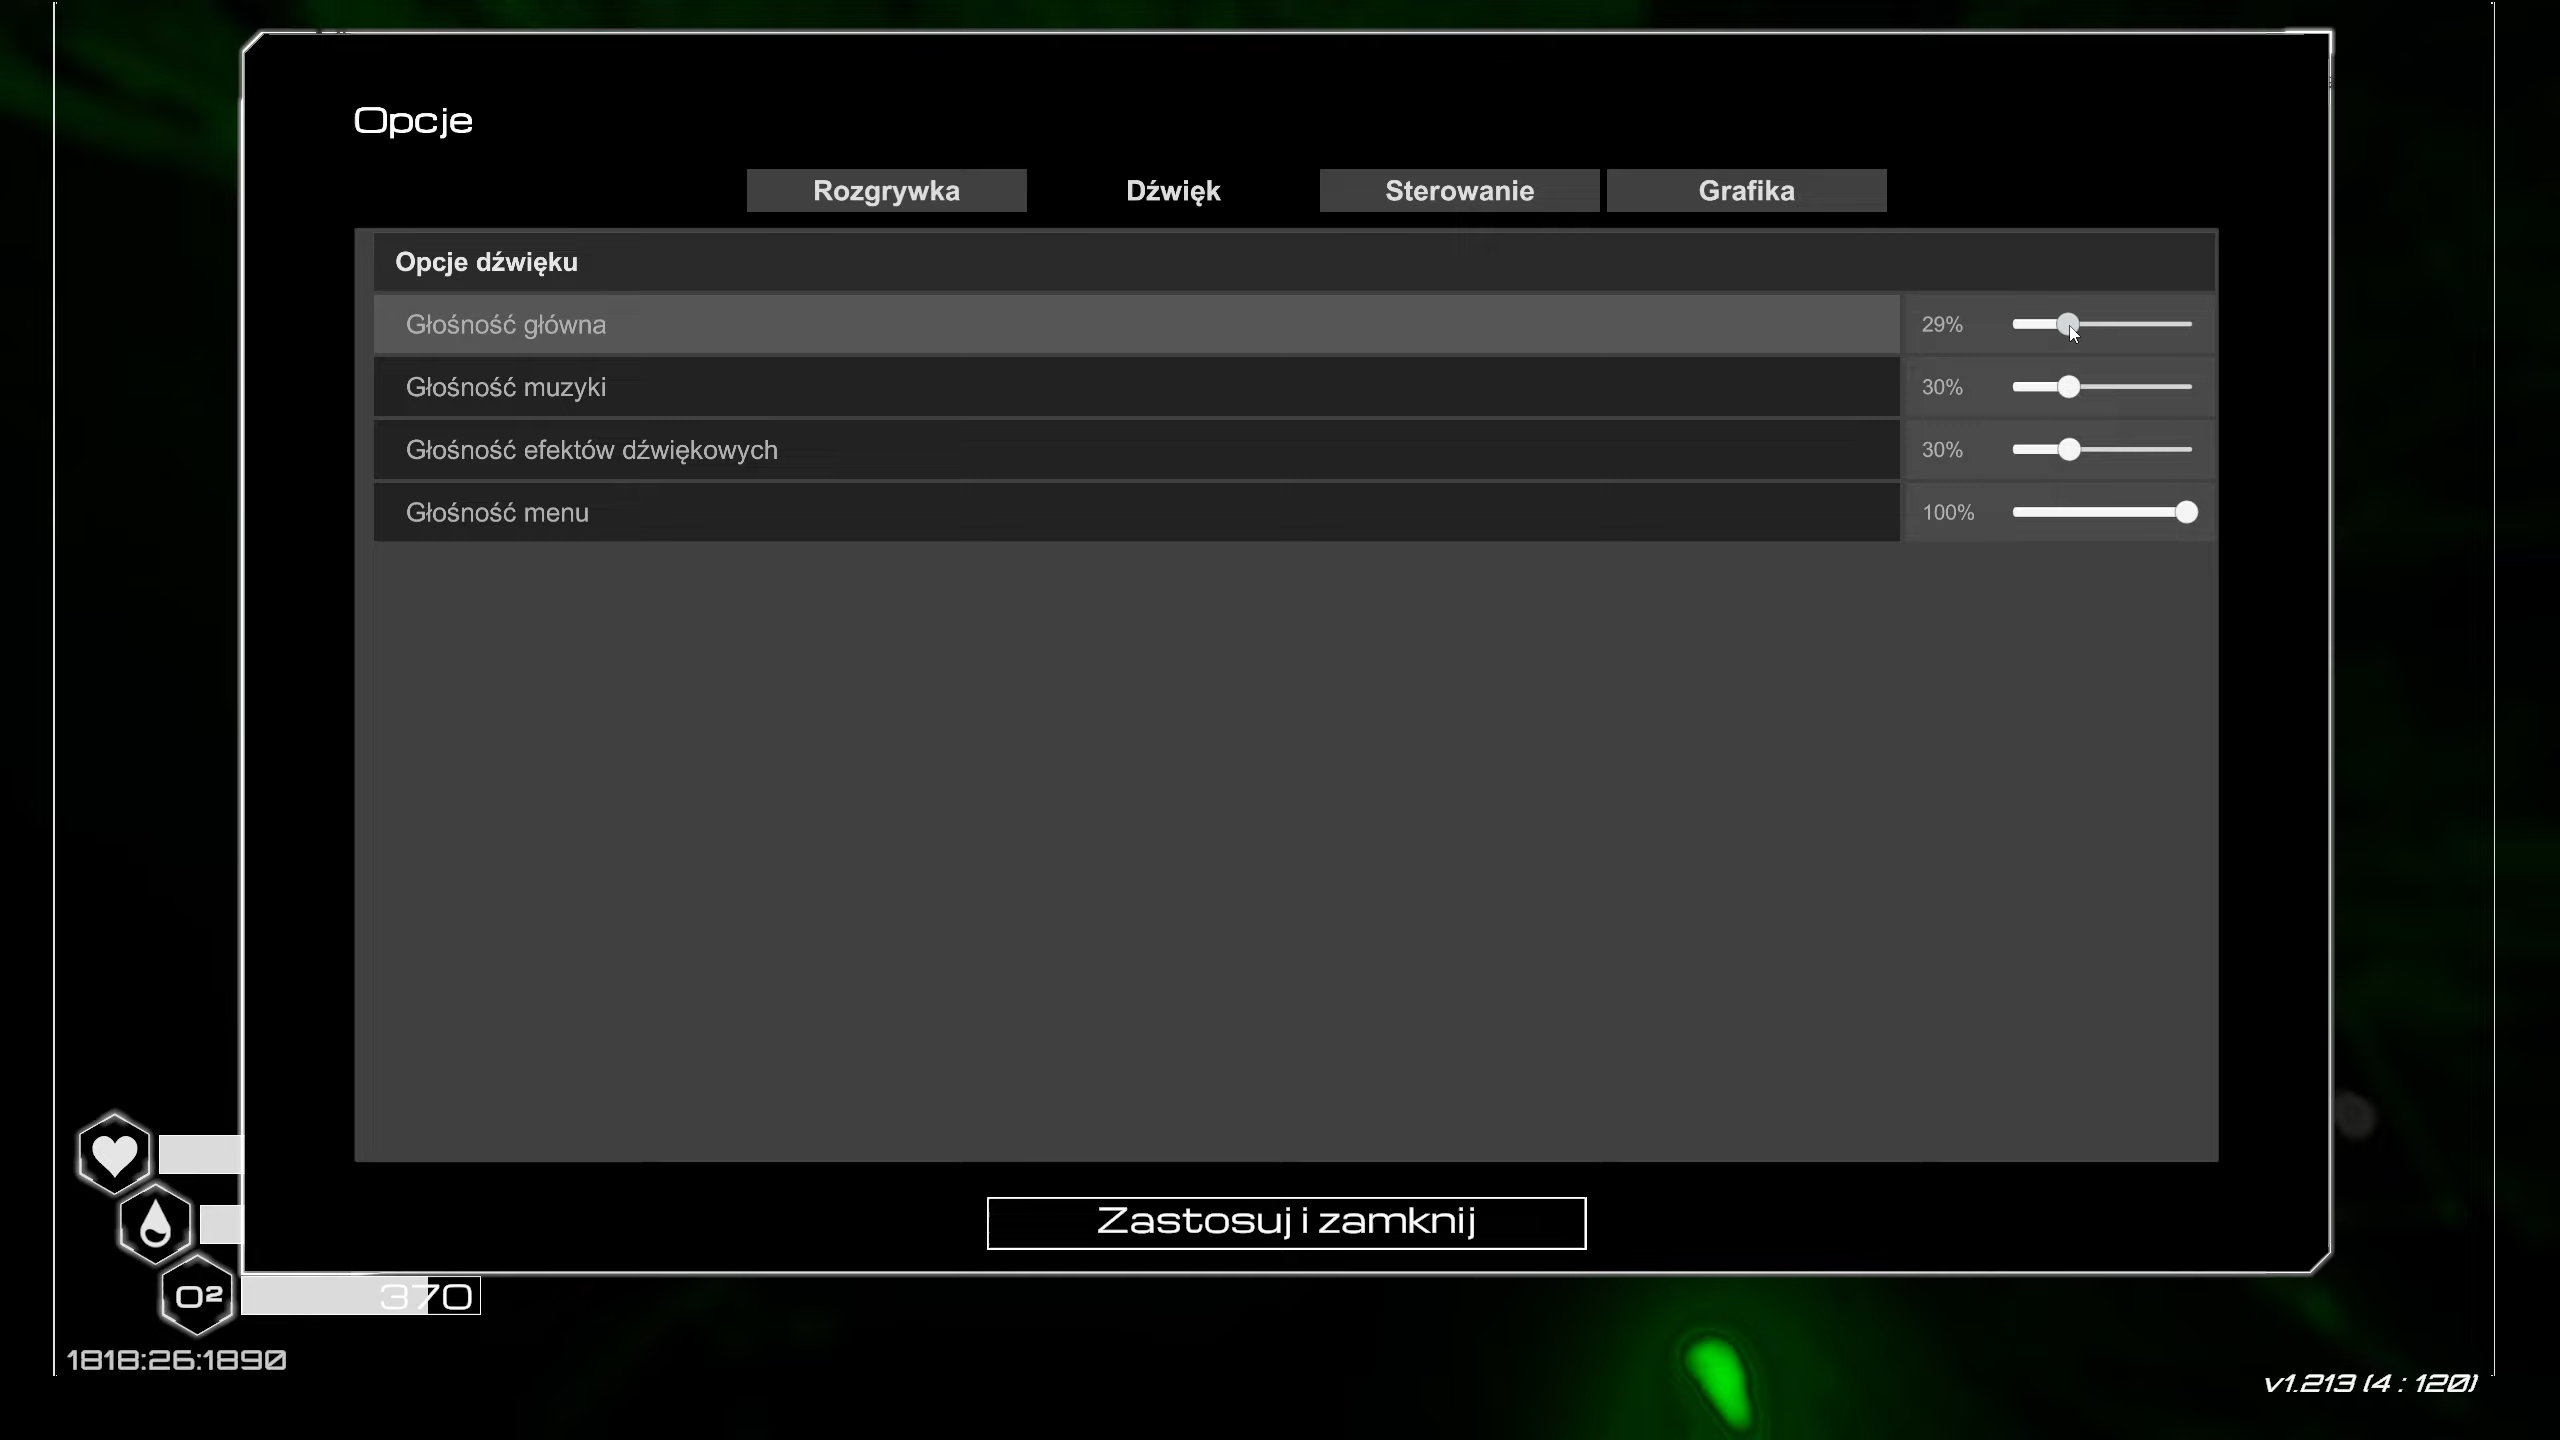 Opcje
Rozgrywka Dźwięk Sterowanie Grafika
Opcje dźwięku
Głośność główna 29%
Głośność muzyki 30%
Głośność efektów dźwiękowych 30%
Głośność menu 100%
Zastosuj i zamknij
O² 370
1818:26:1890
v1.213 (4 : 120)